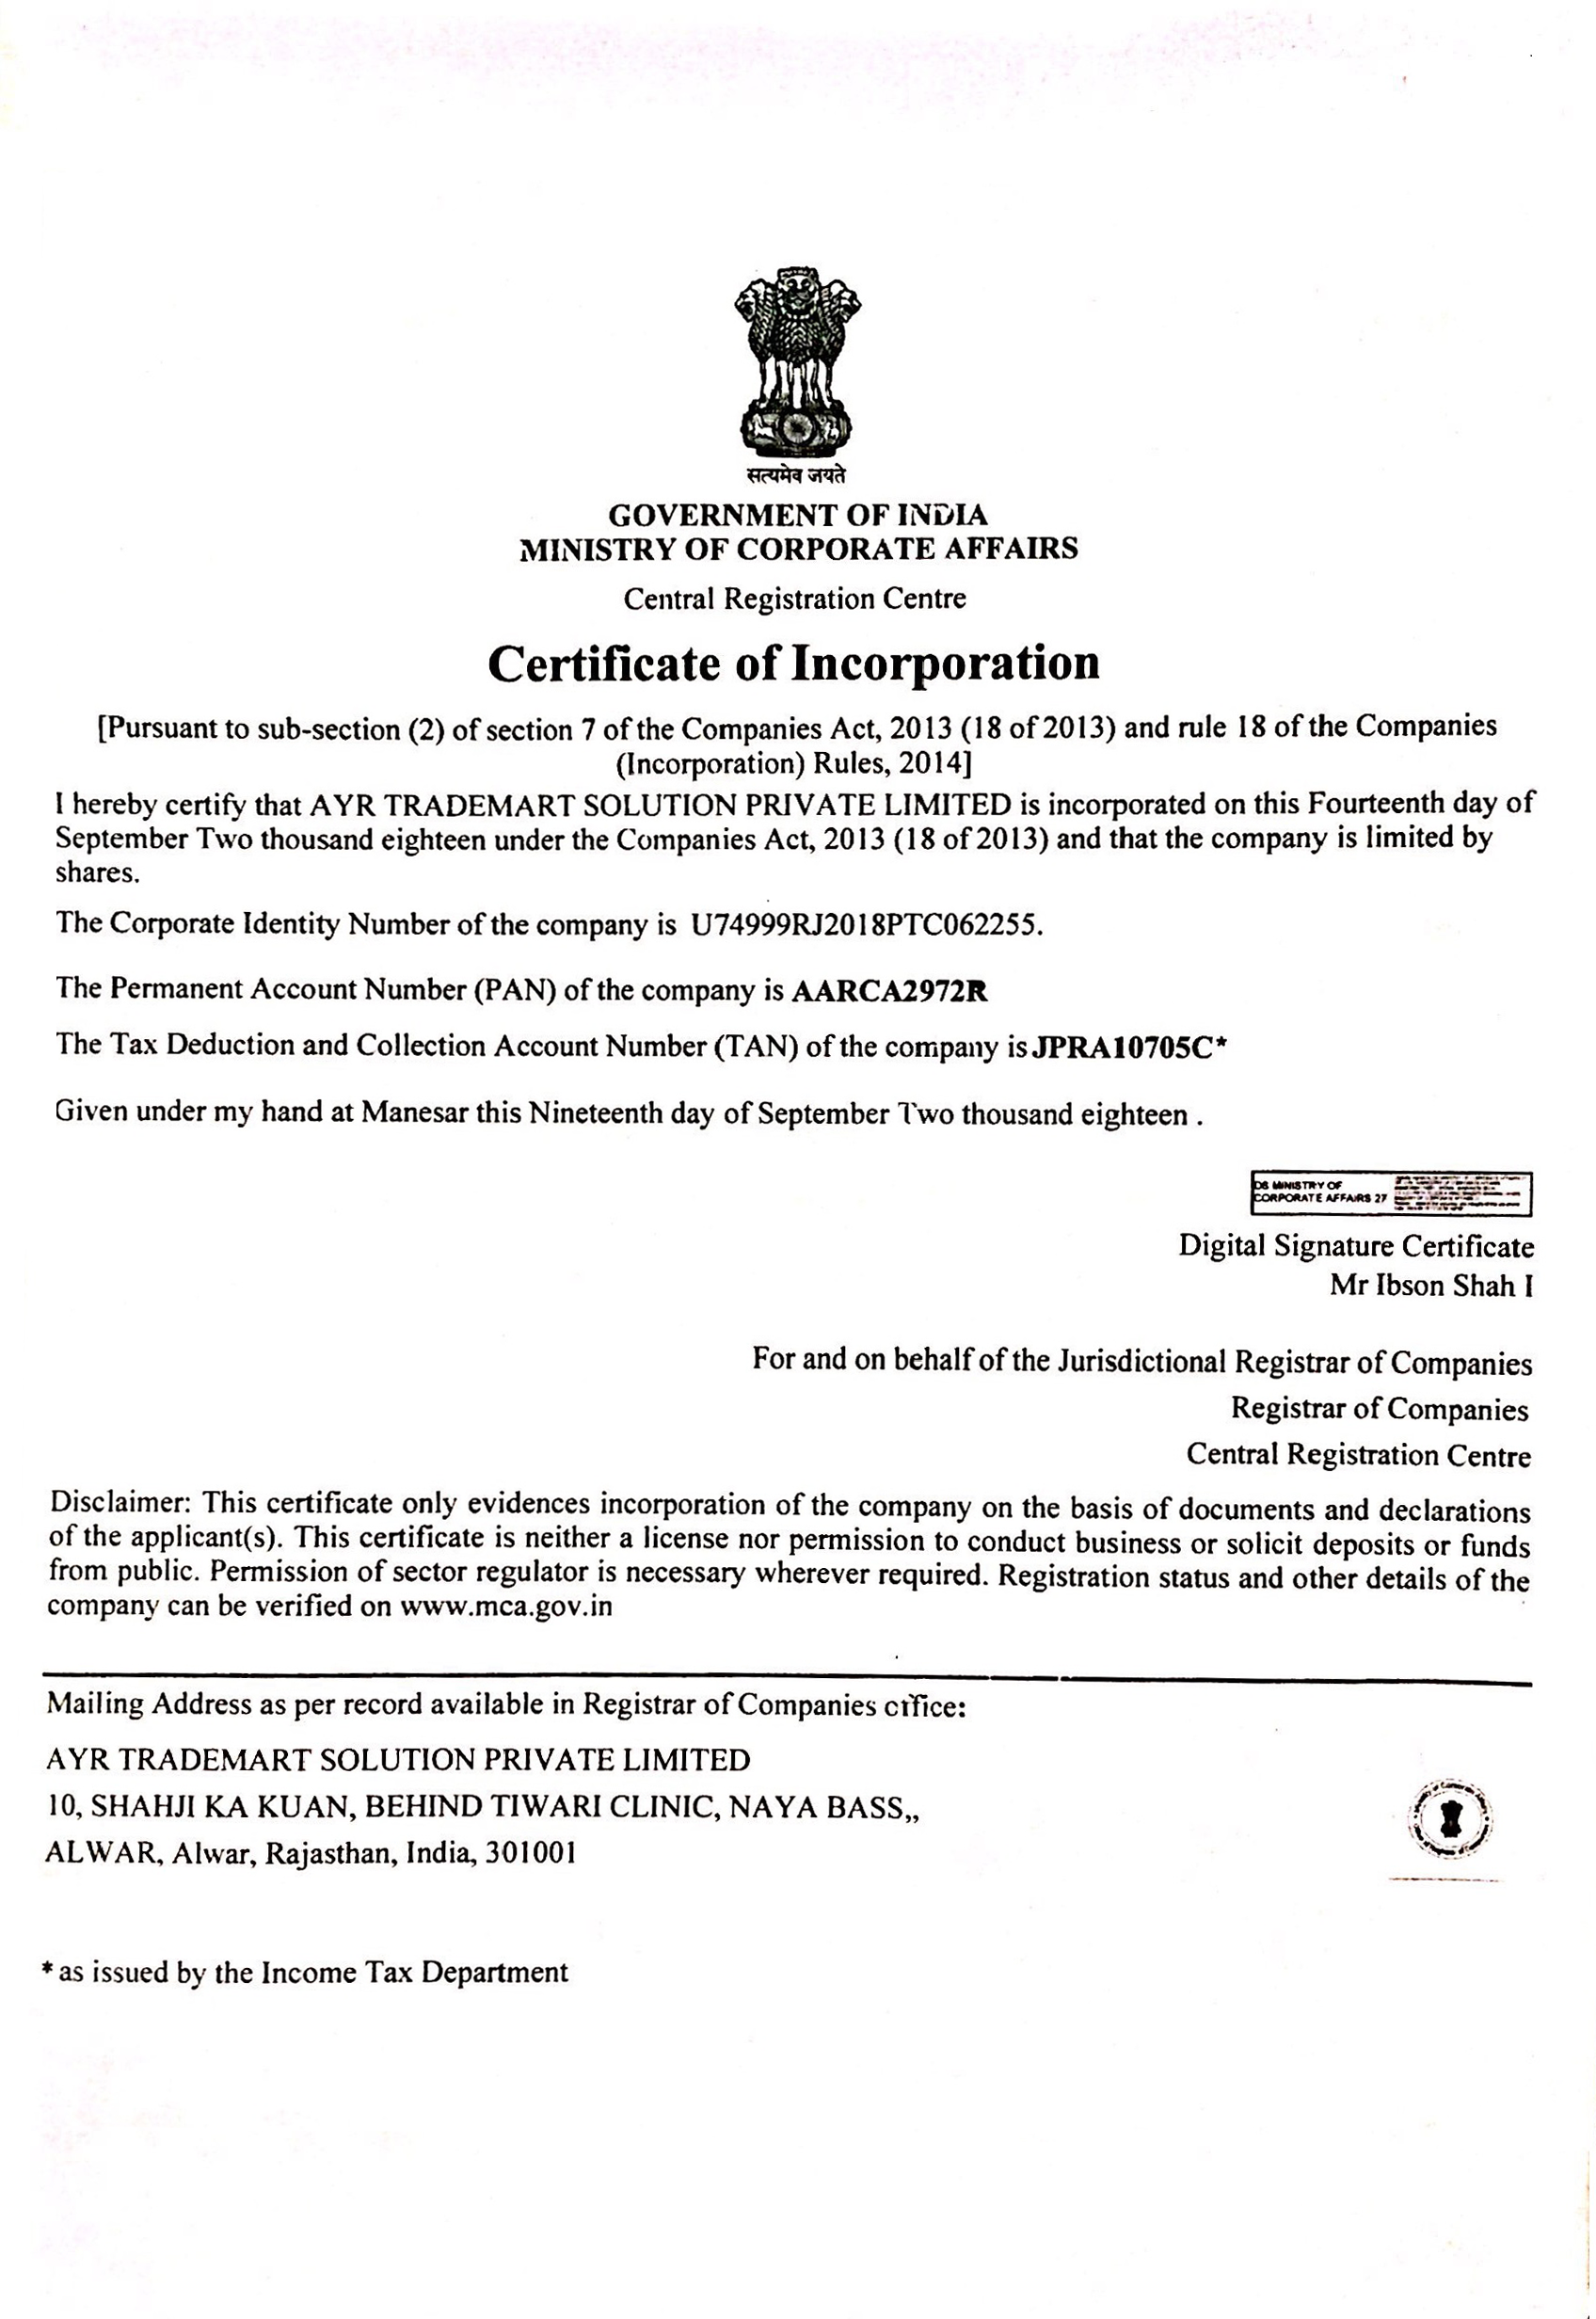 सत्यमेव जयते
GOVERNMENT OF INDIA
MINISTRY OF CORPORATE AFFAIRS
Central Registration Centre
Certificate of Incorporation
[Pursuant to sub-section (2) of section 7 of the Companies Act, 2013 (18 of 2013) and rule 18 of the Companies
(Incorporation) Rules, 2014]
I hereby certify that AYR TRADEMART SOLUTION PRIVATE LIMITED is incorporated on this Fourteenth day of
September Two thousand eighteen under the Companies Act, 2013 (18 of 2013) and that the company is limited by
shares.
The Corporate Identity Number of the company is U74999RJ2018PTC062255.
The Permanent Account Number (PAN) of the company is AARCA2972R
The Tax Deduction and Collection Account Number (TAN) of the company is JPRA10705C*
Given under my hand at Manesar this Nineteenth day of September Two thousand eighteen .
DS MINISTRY OF
CORPORATE AFFAIRS 27
Digital Signature Certificate
Mr Ibson Shah I
For and on behalf of the Jurisdictional Registrar of Companies
Registrar of Companies
Central Registration Centre
Disclaimer: This certificate only evidences incorporation of the company on the basis of documents and declarations
of the applicant(s). This certificate is neither a license nor permission to conduct business or solicit deposits or funds
from public. Permission of sector regulator is necessary wherever required. Registration status and other details of the
company can be verified on www.mca.gov.in
Mailing Address as per record available in Registrar of Companies office:
AYR TRADEMART SOLUTION PRIVATE LIMITED
10, SHAHJI KA KUAN, BEHIND TIWARI CLINIC, NAYA BASS,,
ALWAR, Alwar, Rajasthan, India, 301001
* as issued by the Income Tax Department